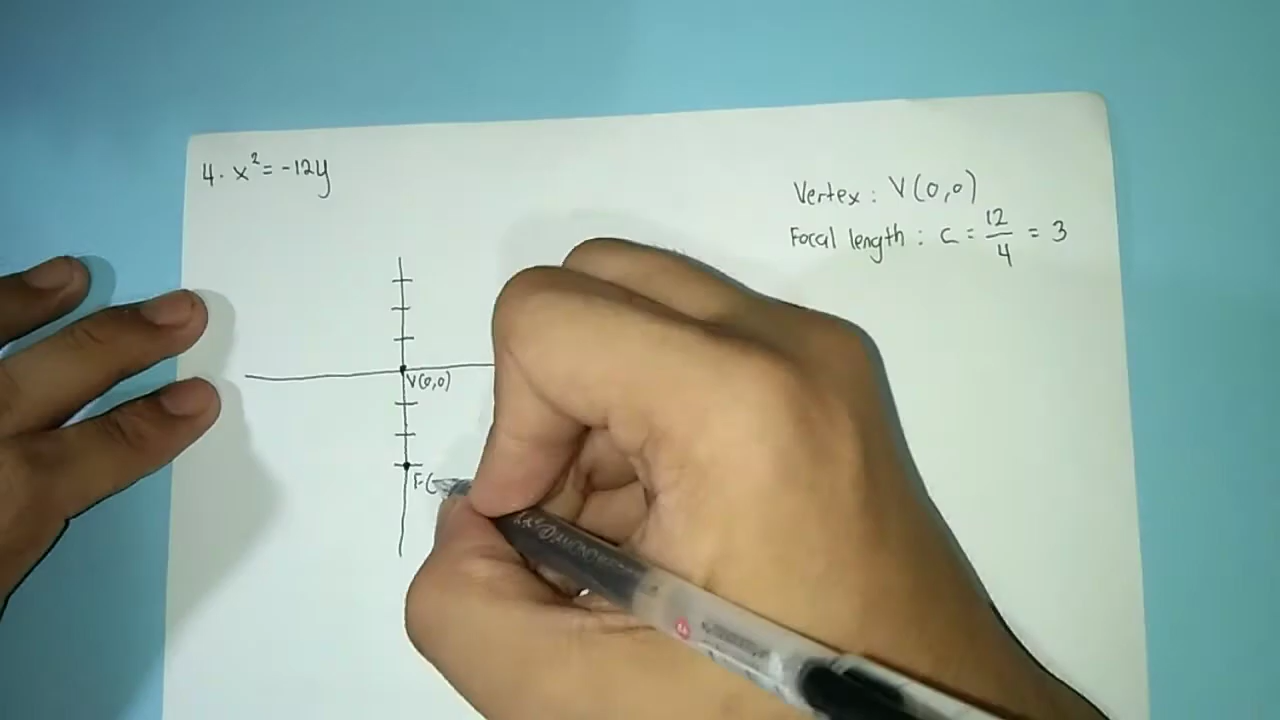 4. x² = -12y
Vertex : V(0,0)
Focal length : c = 12/4 = 3
V(0,0)
F(